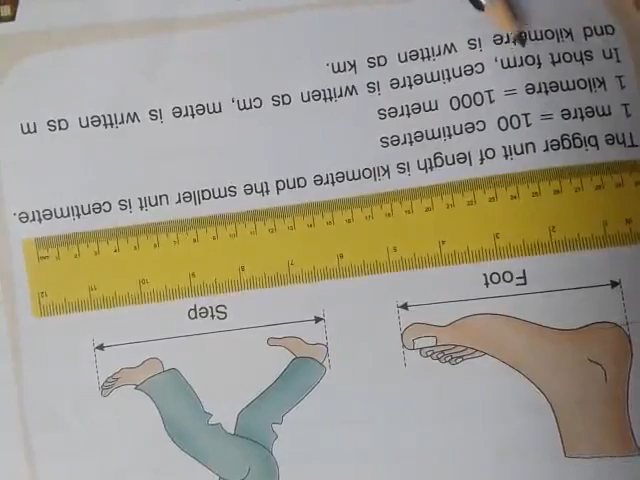 Foot
Step
The bigger unit of length is kilometre and the smaller unit is centimetre.
1 metre = 100 centimetres
1 kilometre = 1000 metres
In short form, centimetre is written as cm, metre is written as m
and kilometre is written as km.